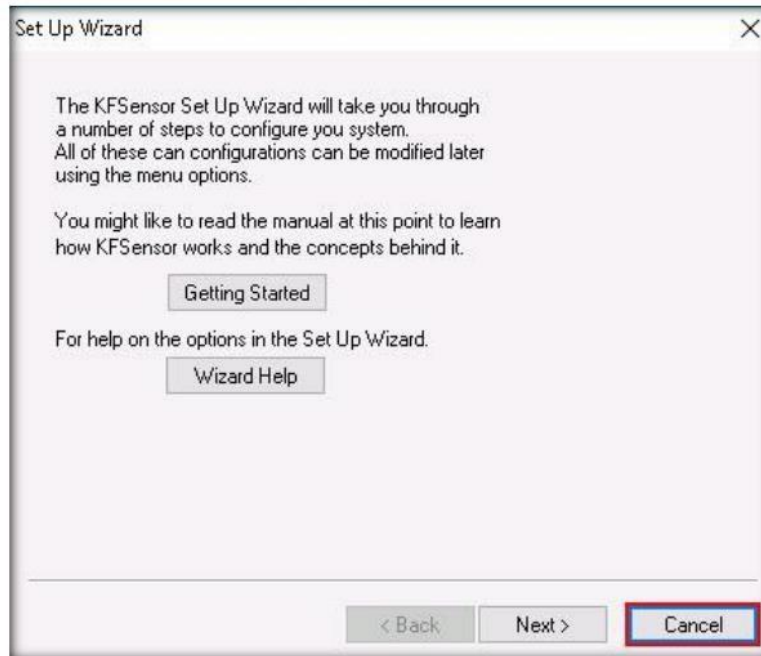 Set Up Wizard
The KFSensor Set Up Wizard will take you through
a number of steps to configure you system.
All of these can configurations can be modified later
using the menu options.
You might like to read the manual at this point to learn
how KFSensor works and the concepts behind it.
Getting Started
For help on the options in the Set Up Wizard.
Wizard Help
< Back Next > Cancel